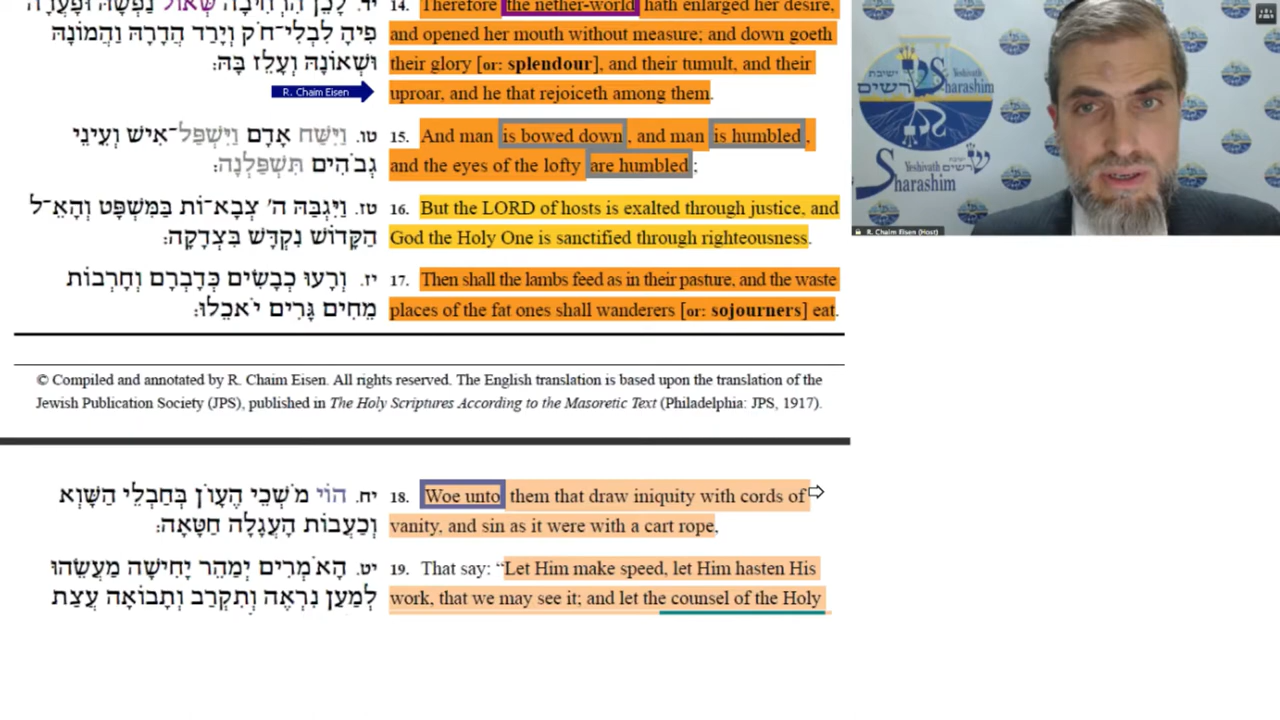 יד. לָכֵן הִרְחִיבָה שְּׁאוֹל נַפְשָׁהּ וּפָעֲרָה
פִיהָ לִבְלִי־חֹק וְיָרַד הֲדָרָהּ וַהֲמוֹנָהּ
וּשְׁאוֹנָהּ וְעָלֵז בָּהּ:
14. Therefore the nether-world hath enlarged her desire,
and opened her mouth without measure; and down goeth
their glory [or: splendour], and their tumult, and their
uproar, and he that rejoiceth among them.
R. Chaim Eisen
טו. וַיִּשַּׁח אָדָם וַיִּשְׁפַּל־אִישׁ וְעֵינֵי
גְבֹהִים תִּשְׁפַּלְנָה:
15. And man is bowed down, and man is humbled,
and the eyes of the lofty are humbled;
טז. וַיִּגְבַּהּ ה' צְבָא־וֹת בַּמִּשְׁפָּט וְהָאֵ־ל
הַקָּדוֹשׁ נִקְדָּשׁ בִּצְדָקָה:
16. But the LORD of hosts is exalted through justice, and
God the Holy One is sanctified through righteousness.
יז. וְרָעוּ כְבָשִׂים כְּדָבְרָם וְחָרְבוֹת
מֵחִים גָּרִים יֹאכֵלוּ:
17. Then shall the lambs feed as in their pasture, and the waste
places of the fat ones shall wanderers [or: sojourners] eat.
© Compiled and annotated by R. Chaim Eisen. All rights reserved. The English translation is based upon the translation of the
Jewish Publication Society (JPS), published in The Holy Scriptures According to the Masoretic Text (Philadelphia: JPS, 1917).
יח. הוֹי מֹשְׁכֵי הֶעָוֹן בְּחַבְלֵי הַשָּׁוְא
וְכַעֲבוֹת הָעֲגָלָה חַטָּאָה:
18. Woe unto them that draw iniquity with cords of
vanity, and sin as it were with a cart rope,
יט. הָאֹמְרִים יְמַהֵר יָחִישָׁה מַעֲשֵׂהוּ
לְמַעַן נִרְאֶה וְתִקְרַב וְתָבוֹאָה עֲצַת
19. That say: “Let Him make speed, let Him hasten His
work, that we may see it; and let the counsel of the Holy
ישיבת
שרשים
Yeshivath
Sharashim
Yeshivath
Sharashim
R. Chaim Eisen (Host)